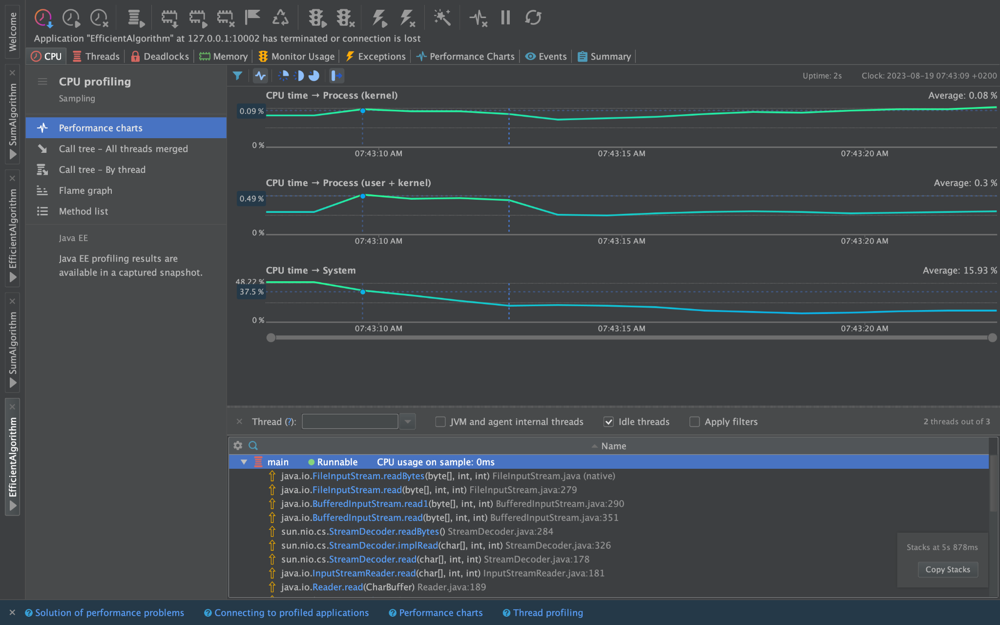 Welcome
SumAlgorithm
EfficientAlgorithm
SumAlgorithm
EfficientAlgorithm
Application "EfficientAlgorithm" at 127.0.0.1:10002 has terminated or connection is lost
CPU Threads Deadlocks Memory Monitor Usage Exceptions Performance Charts Events Summary
CPU profiling
Sampling
Performance charts
Call tree – All threads merged
Call tree – By thread
Flame graph
Method list
Java EE
Java EE profiling results are
available in a captured snapshot.
Uptime: 2s Clock: 2023-08-19 07:43:09 +0200
CPU time → Process (kernel) Average: 0.08 %
0.09 %
0 %
07:43:10 AM 07:43:15 AM 07:43:20 AM
CPU time → Process (user + kernel) Average: 0.3 %
0.49 %
0 %
07:43:10 AM 07:43:15 AM 07:43:20 AM
CPU time → System Average: 15.93 %
48.22 %
37.5 %
0 %
07:43:10 AM 07:43:15 AM 07:43:20 AM
Thread (?): JVM and agent internal threads Idle threads Apply filters 2 threads out of 3
Name
main Runnable CPU usage on sample: 0ms
java.io.FileInputStream.readBytes(byte[], int, int) FileInputStream.java (native)
java.io.FileInputStream.read(byte[], int, int) FileInputStream.java:279
java.io.BufferedInputStream.read1(byte[], int, int) BufferedInputStream.java:290
java.io.BufferedInputStream.read(byte[], int, int) BufferedInputStream.java:351
sun.nio.cs.StreamDecoder.readBytes() StreamDecoder.java:284
sun.nio.cs.StreamDecoder.implRead(char[], int, int) StreamDecoder.java:326
sun.nio.cs.StreamDecoder.read(char[], int, int) StreamDecoder.java:178
java.io.InputStreamReader.read(char[], int, int) InputStreamReader.java:181
java.io.Reader.read(CharBuffer) Reader.java:189
Stacks at 5s 878ms
Copy Stacks
Solution of performance problems Connecting to profiled applications Performance charts Thread profiling